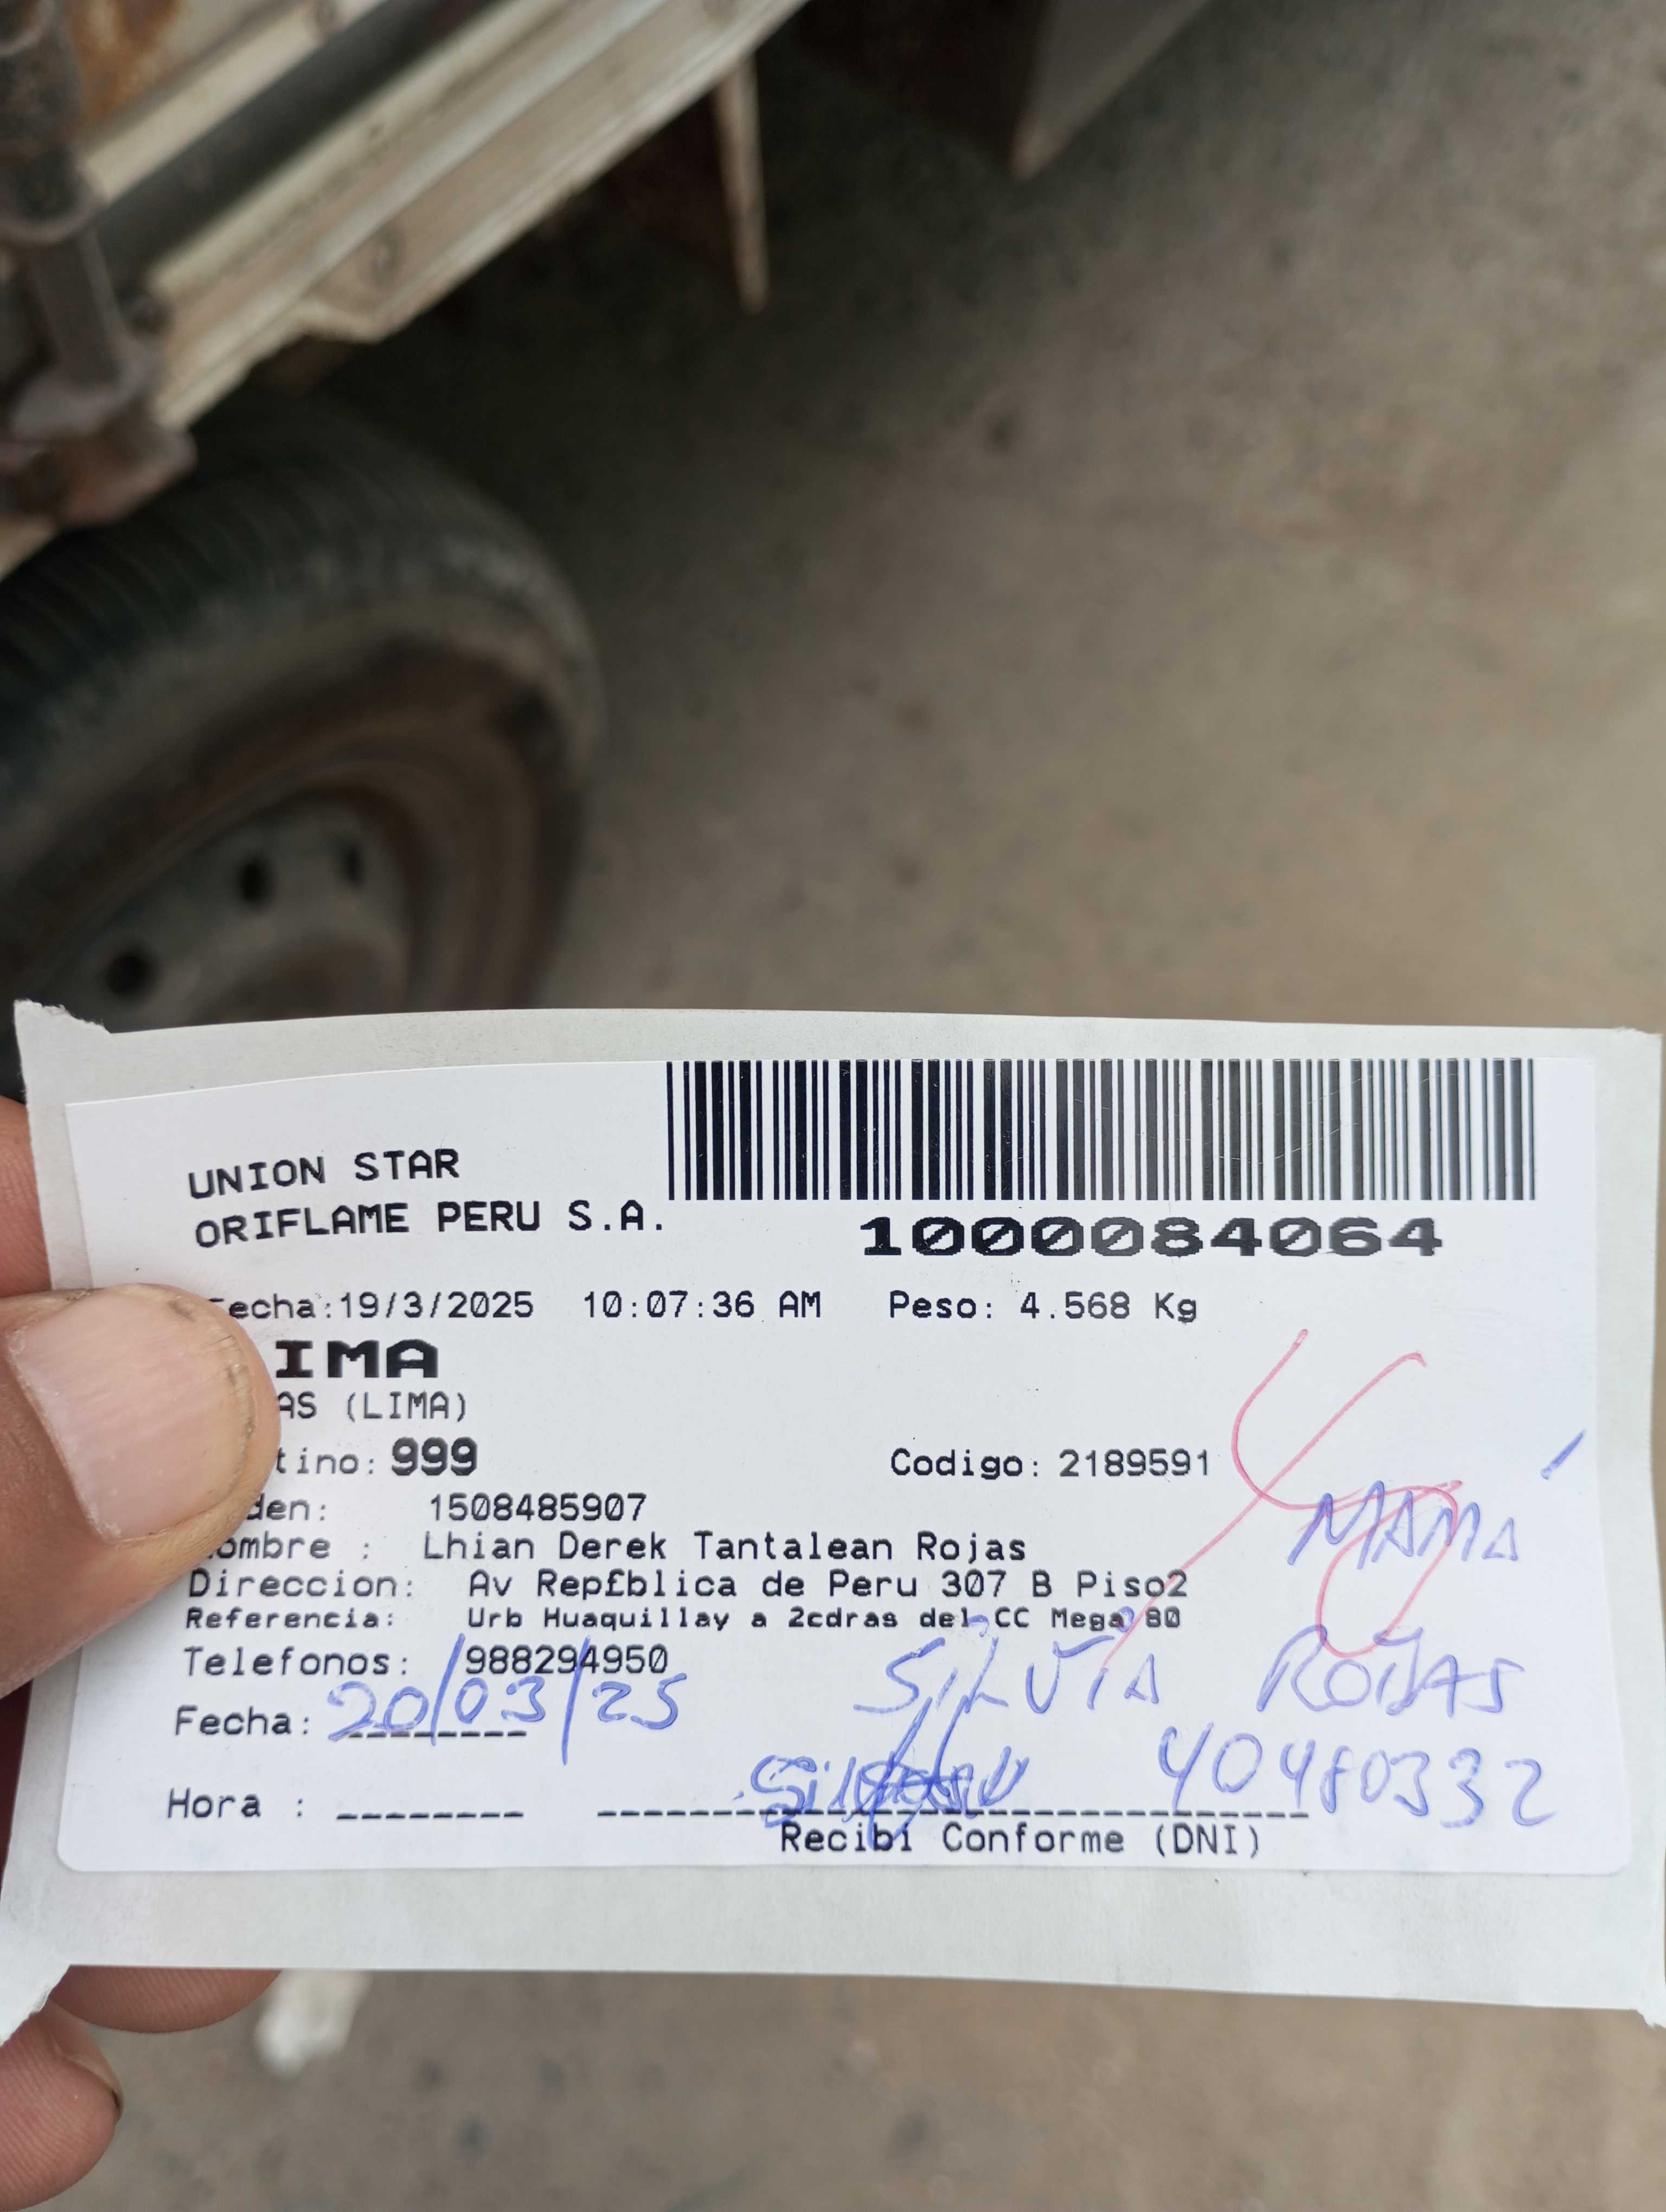 UNION STAR
ORIFLAME PERU S.A.
1000084064
Fecha:19/3/2025 10:07:36 AM Peso: 4.568 Kg
IMA
AS (LIMA)
tino: 999 Codigo: 2189591
den: 1508485907
ombre : Lhian Derek Tantalean Rojas
MAMÁ
Direccion: Av Rep£blica de Peru 307 B Piso2
Referencia: Urb Huaquillay a 2cdras del CC Mega 80
Telefonos: 988294950
SILVIA ROJAS
Fecha: 20/03/25
40480332
Hora : --------
Recibi Conforme (DNI)